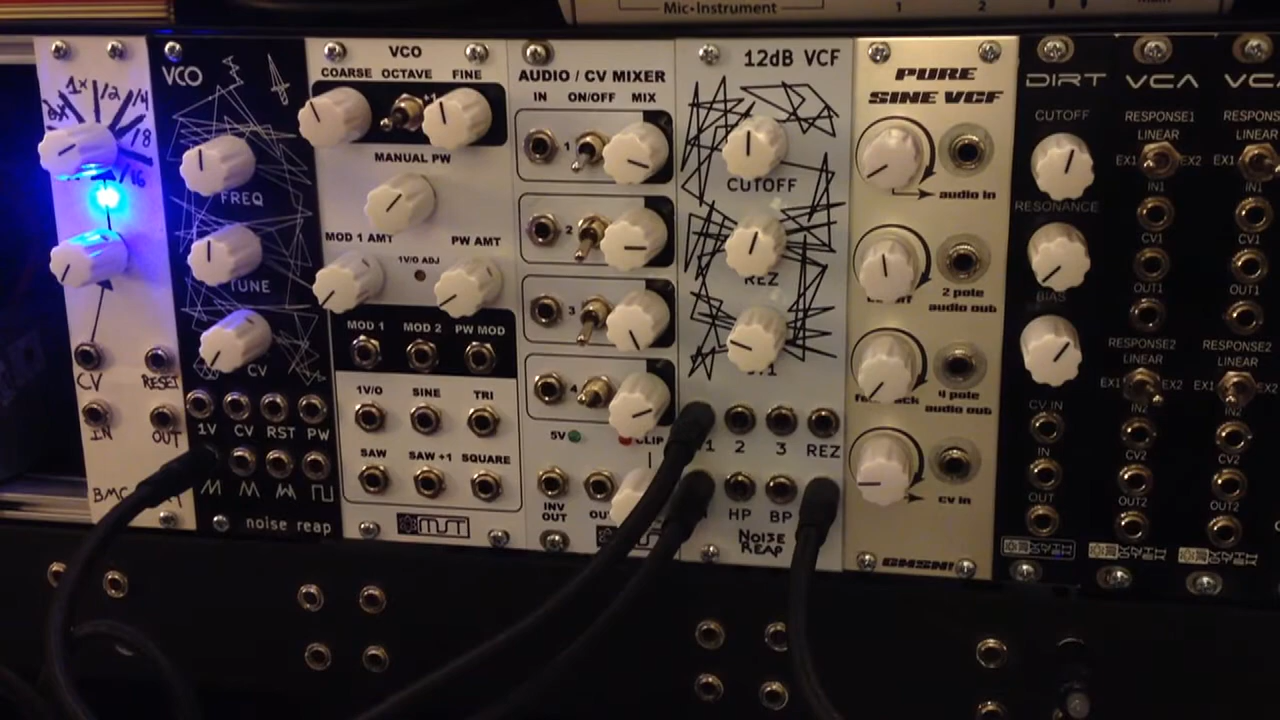 Mic•Instrument
1
2
1x
/2
/4
/8
/16
CV
RESET
IN
OUT
VCO
FREQ
TUNE
CV
1V CV RST PW
noise reap
VCO
COARSE OCTAVE FINE
+1
MANUAL PW
MOD 1 AMT
PW AMT
1V/O ADJ
MOD 1 MOD 2 PW MOD
1V/O SINE TRI
SAW SAW +1 SQUARE
MST
AUDIO / CV MIXER
IN ON/OFF MIX
1
2
3
4
5V
CLIP
INV
OUT
12dB VCF
CUTOFF
REZ
1 2 3 REZ
HP BP
NOISE
REAP
PURE
SINE VCF
audio in
2 pole
audio out
4 pole
audio out
cv in
DIRT
CUTOFF
RESONANCE
BIAS
CV IN
IN
OUT
VCA
RESPONSE1
LINEAR
EX1 EX2
IN1
CV1
OUT1
RESPONSE2
LINEAR
EX1 EX2
IN2
CV2
OUT2
LINEAR
EX1
IN1
CV1
OUT1
RESPONSE2
LINEAR
EX1 EX2
IN2
CV2
OUT2